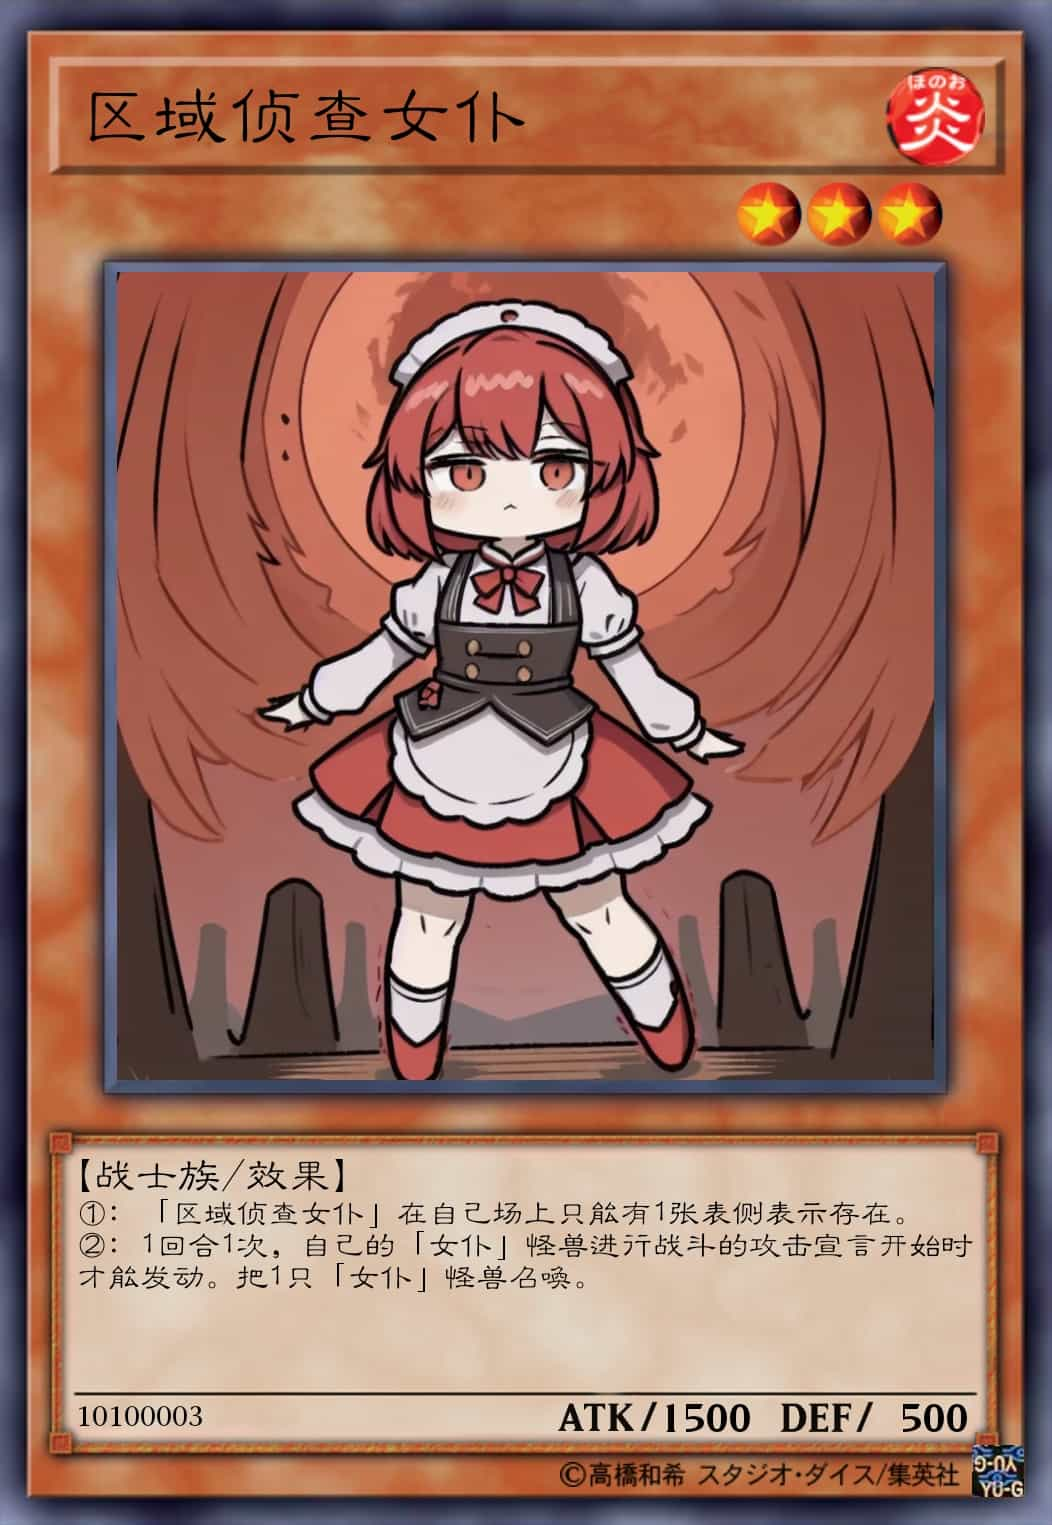 区域侦查女仆
ほのお
炎
【战士族/效果】
①：「区域侦查女仆」在自己场上只能有1张表侧表示存在。
②：1回合1次，自己的「女仆」怪兽进行战斗的攻击宣言开始时
才能发动。把1只「女仆」怪兽召唤。
10100003 ATK/1500 DEF/ 500
©高橋和希 スタジオ・ダイス/集英社
YU-G
YU-G